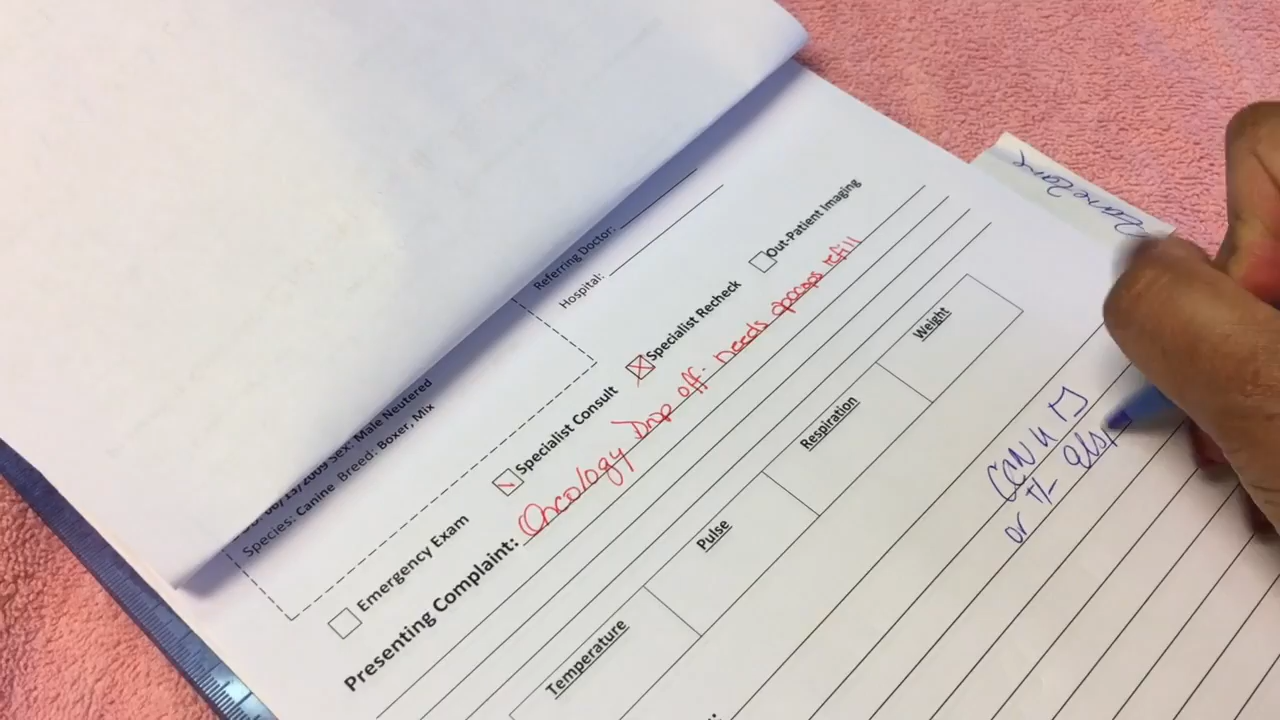 Referring Doctor:
Hospital:
Sex: Male Neutered
Species: Canine Breed: Boxer, Mix
Emergency Exam Specialist Consult Specialist Recheck Out-Patient Imaging
Presenting Complaint: Oncology Drop off- needs refill
Temperature Pulse Respiration Weight
or